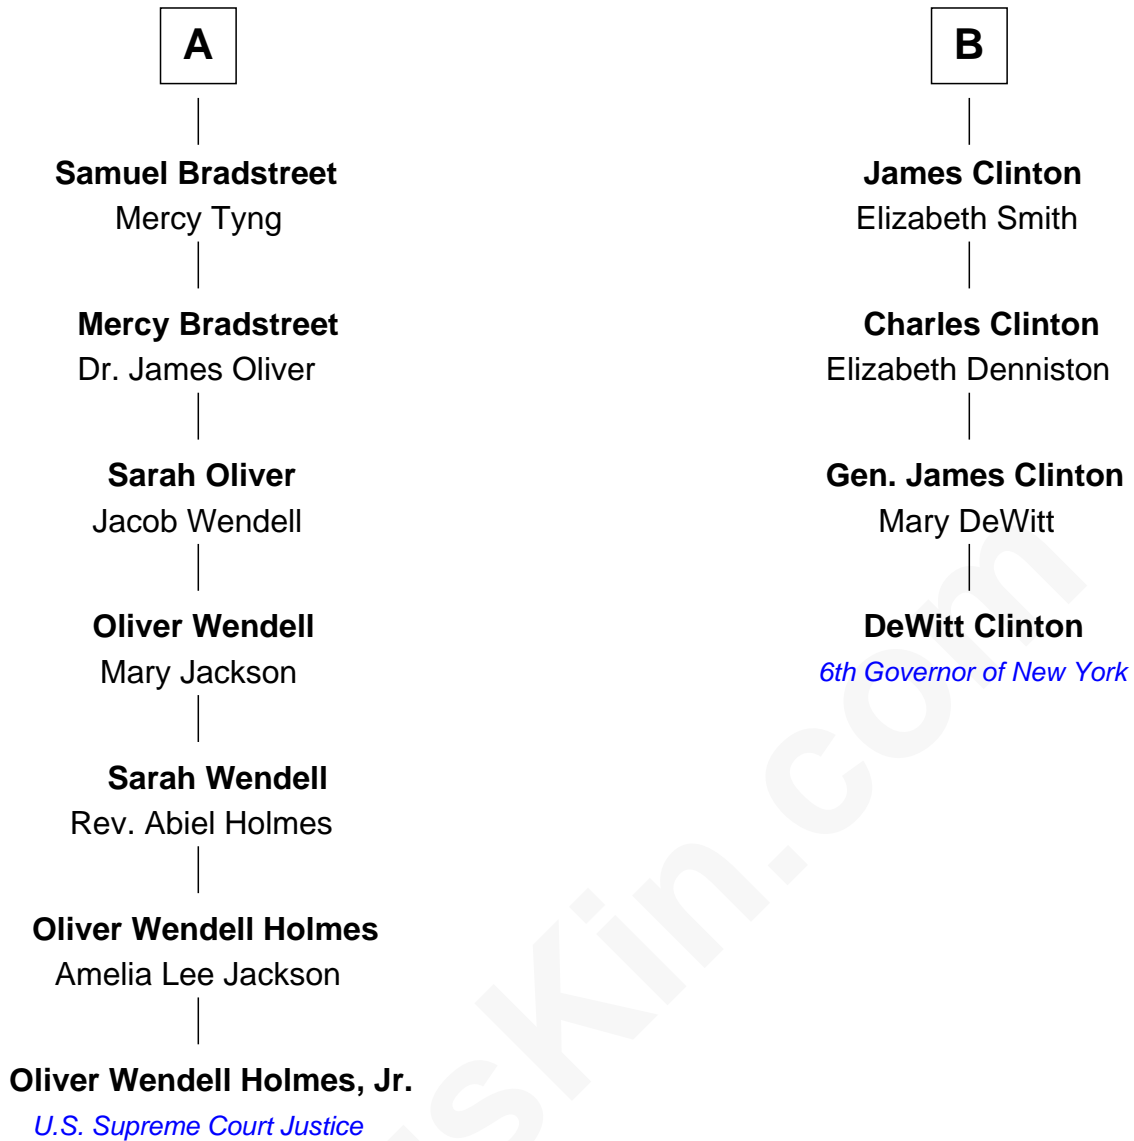 A
Samuel Bradstreet
Mercy Tyng
Mercy Bradstreet
Dr. James Oliver
Sarah Oliver
Jacob Wendell
Oliver Wendell
Mary Jackson
Sarah Wendell
Rev. Abiel Holmes
Oliver Wendell Holmes
Amelia Lee Jackson
Oliver Wendell Holmes, Jr.
U.S. Supreme Court Justice
B
James Clinton
Elizabeth Smith
Charles Clinton
Elizabeth Denniston
Gen. James Clinton
Mary DeWitt
DeWitt Clinton
6th Governor of New York